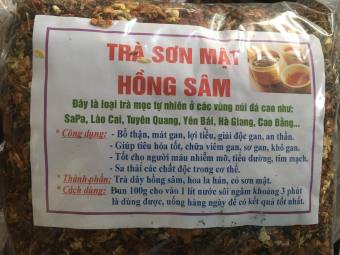 TRÀ SƠN MẬT
HỒNG SÂM
Đây là loại trà mọc tự nhiên ở các vùng núi đá cao như:
SaPa, Lào Cai, Tuyên Quang, Yên Bái, Hà Giang, Cao Bằng...
* Công dụng: - Bổ thận, mát gan, lợi tiểu, giải độc gan, an thần.
- Giúp tiêu hóa tốt, chữa viêm gan, sơ gan, khô gan.
- Tốt cho người máu nhiễm mỡ, tiểu đường, tim mạch.
- Sa thải các chất độc trong cơ thể.
* Thành phần: Trà dây hồng sâm, hoa la hán, cỏ sơn mật.
* Cách dùng: Đun 100g cho vào 1 lít nước sôi ngâm khoảng 3 phút
là dùng được, uống hàng ngày để có kết quả tốt nhất.